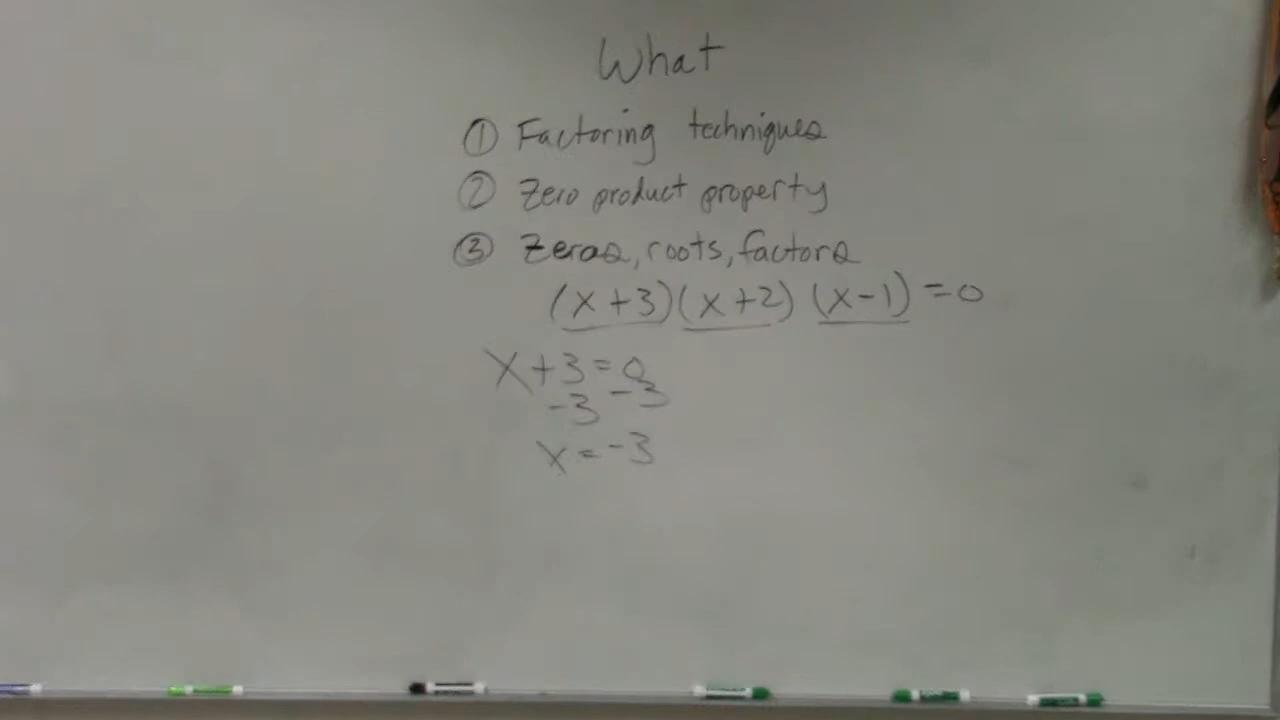 What
① Factoring techniques
② Zero product property
③ Zeros, roots, factors
(x+3)(x+2)(x-1)=0
x+3=0
-3 -3
x=-3